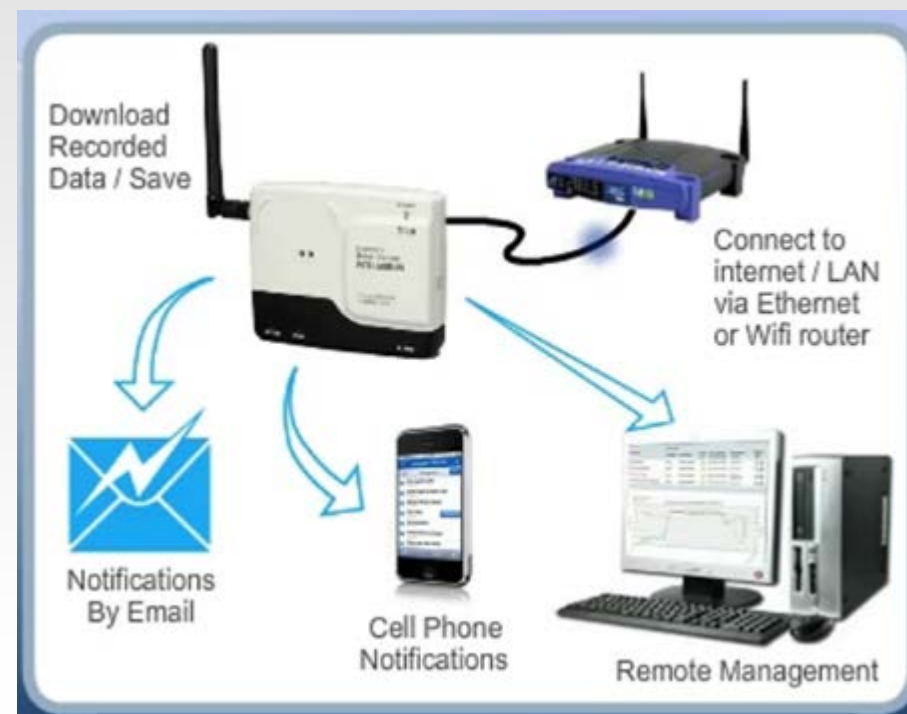 Download
Recorded
Data / Save
Connect to
internet / LAN
via Ethernet
or Wifi router
Notifications
By Email
Cell Phone
Notifications
Remote Management